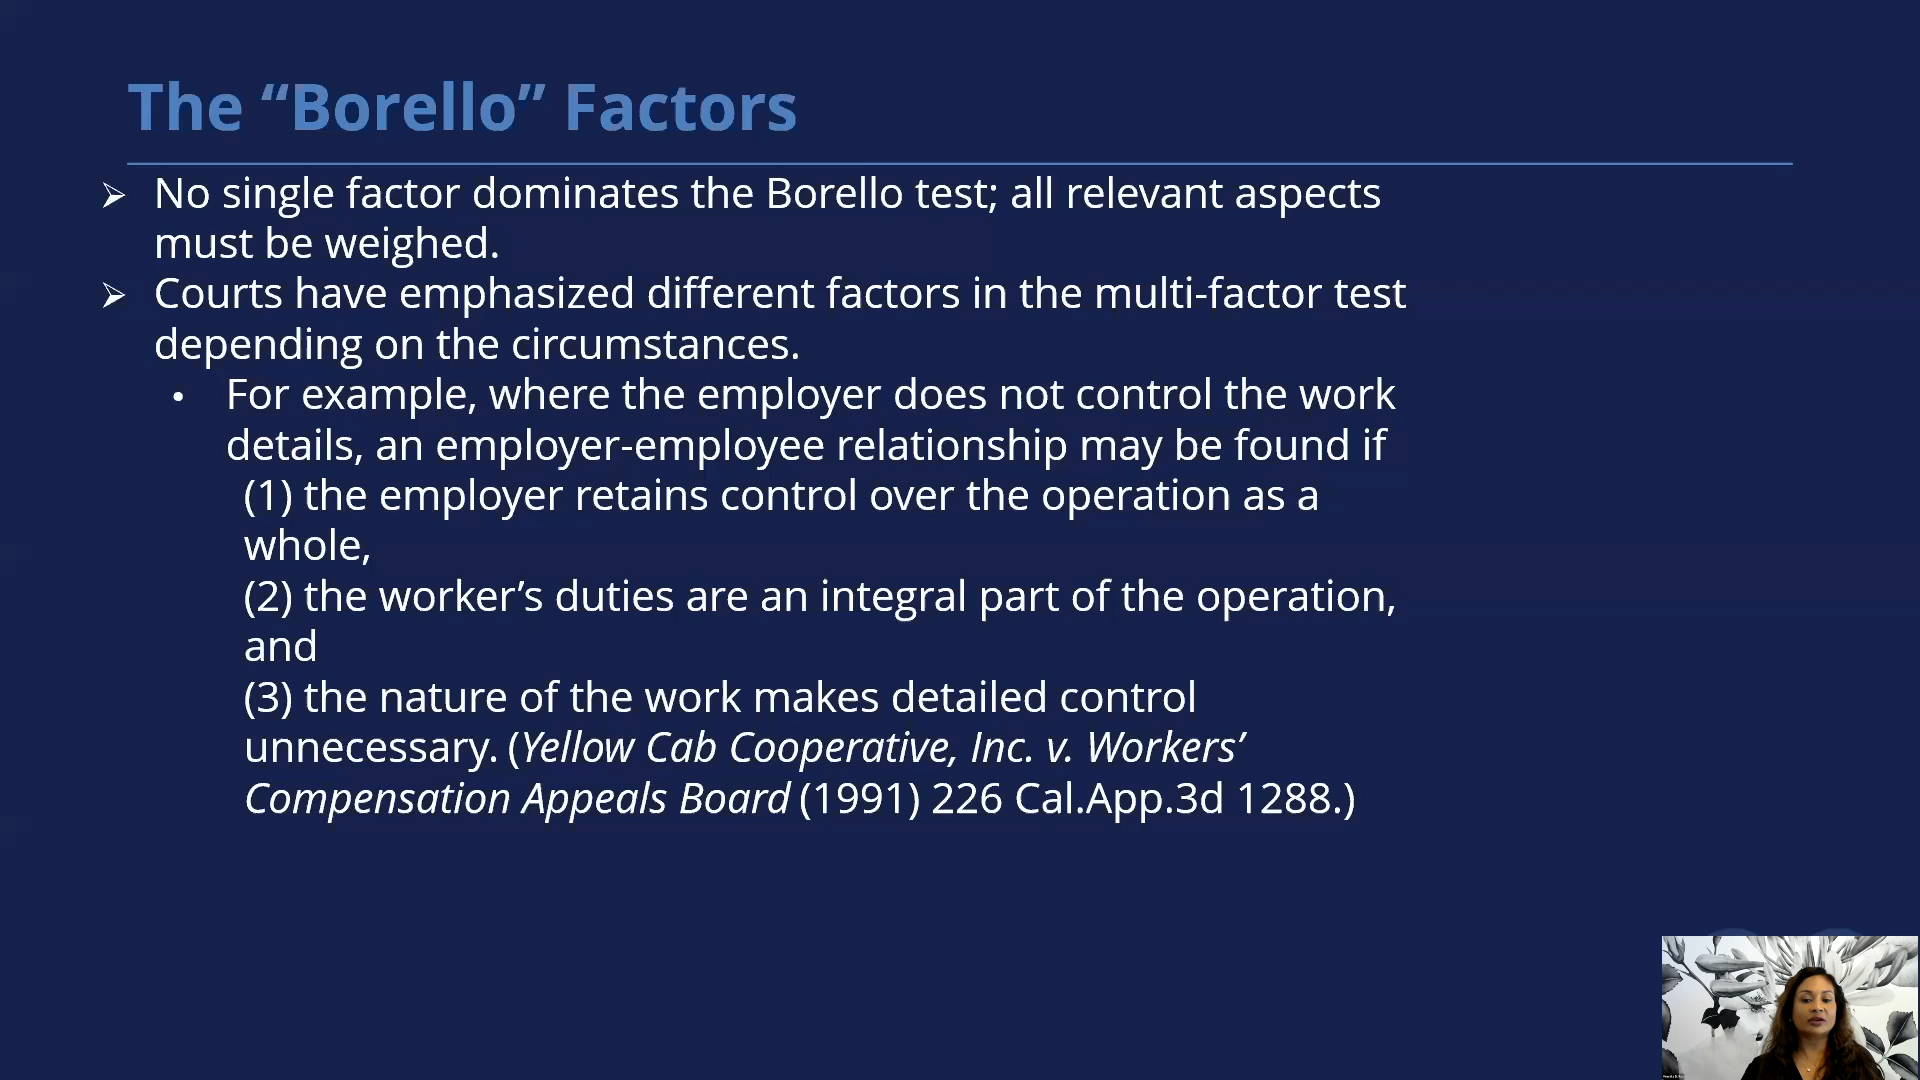 The “Borello” Factors
➢ No single factor dominates the Borello test; all relevant aspects
must be weighed.
➢ Courts have emphasized different factors in the multi-factor test
depending on the circumstances.
• For example, where the employer does not control the work
details, an employer-employee relationship may be found if
(1) the employer retains control over the operation as a
whole,
(2) the worker’s duties are an integral part of the operation,
and
(3) the nature of the work makes detailed control
unnecessary. (Yellow Cab Cooperative, Inc. v. Workers’
Compensation Appeals Board (1991) 226 Cal.App.3d 1288.)